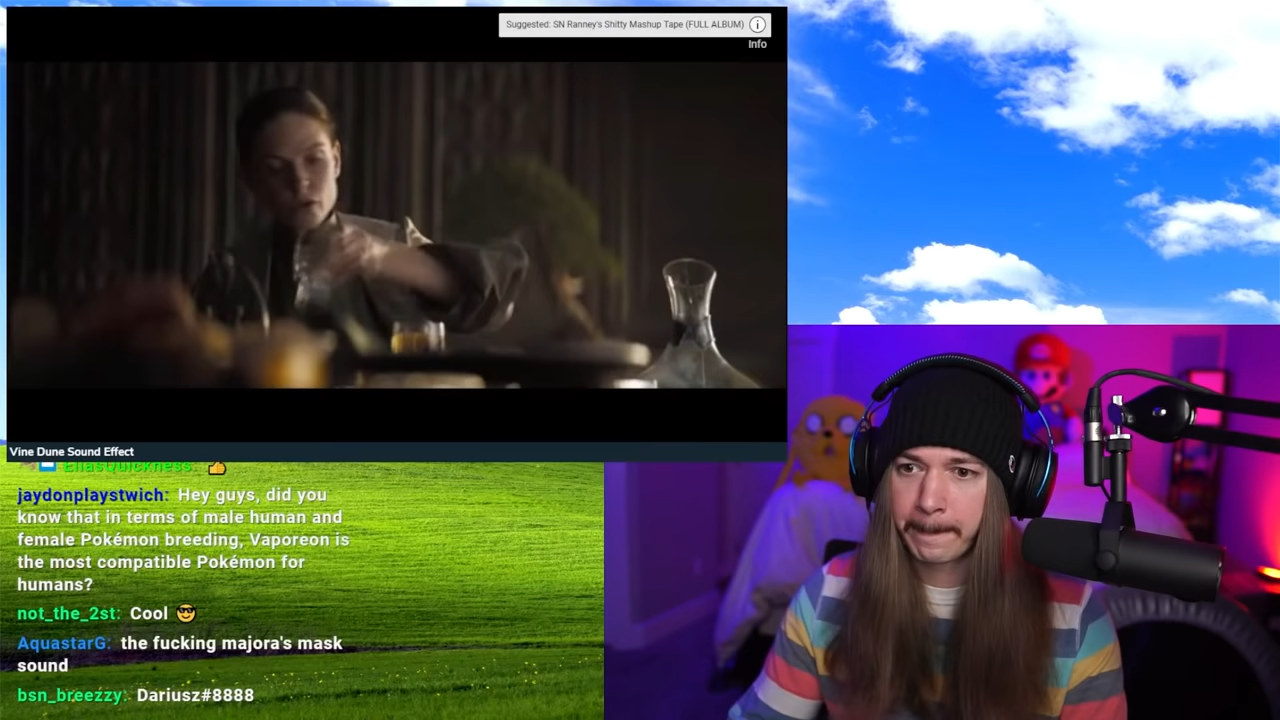 Suggested: SN Ranney's Shitty Mashup Tape (FULL ALBUM)
Info
Vine Dune Sound Effect
EliasQuickness: 👍
jaydonplaystwich: Hey guys, did you
know that in terms of male human and
female Pokémon breeding, Vaporeon is
the most compatible Pokémon for
humans?
not_the_2st: Cool 😎
AquastarG: the fucking majora's mask
sound
bsn_breezzy: Dariusz#8888